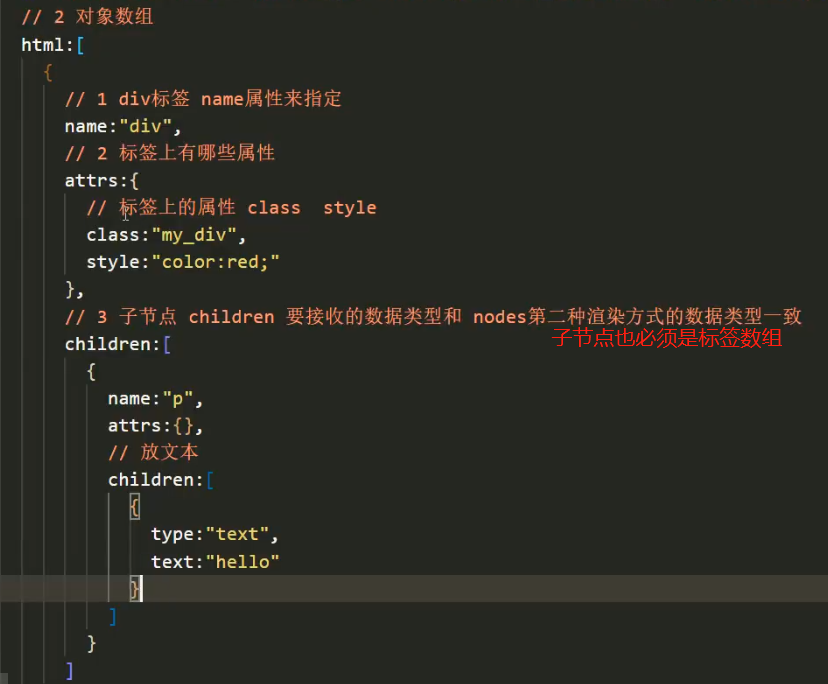 // 2 对象数组
html:[
{
// 1 div标签 name属性来指定
name:"div",
// 2 标签上有哪些属性
attrs:{
// 标签上的属性 class  style
class:"my_div",
style:"color:red;"
},
// 3 子节点 children 要接收的数据类型和 nodes第二种渲染方式的数据类型一致
子节点也必须是标签数组
children:[
{
name:"p",
attrs:{},
// 放文本
children:[
{
type:"text",
text:"hello"
}
]
}
]